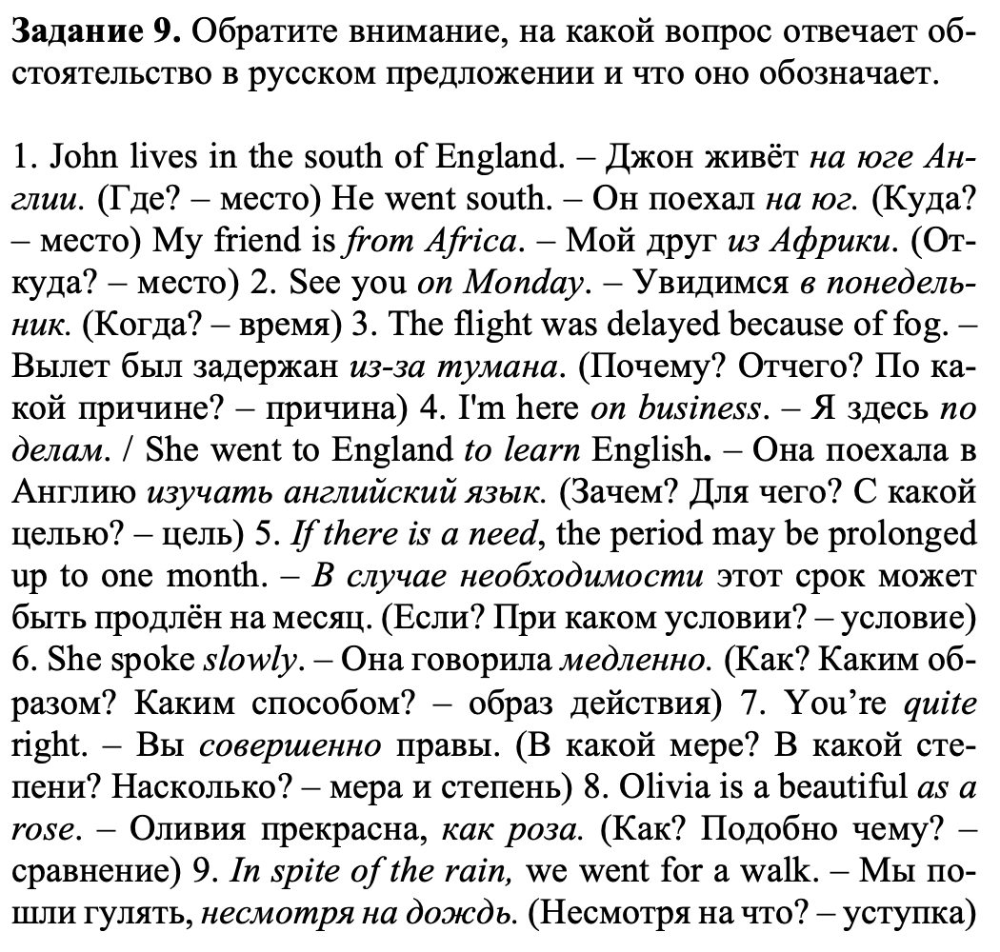 Задание 9. Обратите внимание, на какой вопрос отвечает об-
стоятельство в русском предложении и что оно обозначает.
1. John lives in the south of England. – Джон живёт на юге Ан-
глии. (Где? – место) He went south. – Он поехал на юг. (Куда?
– место) My friend is from Africa. – Мой друг из Африки. (От-
куда? – место) 2. See you on Monday. – Увидимся в понедель-
ник. (Когда? – время) 3. The flight was delayed because of fog. –
Вылет был задержан из-за тумана. (Почему? Отчего? По ка-
кой причине? – причина) 4. I'm here on business. – Я здесь по
делам. / She went to England to learn English. – Она поехала в
Англию изучать английский язык. (Зачем? Для чего? С какой
целью? – цель) 5. If there is a need, the period may be prolonged
up to one month. – В случае необходимости этот срок может
быть продлён на месяц. (Если? При каком условии? – условие)
6. She spoke slowly. – Она говорила медленно. (Как? Каким об-
разом? Каким способом? – образ действия) 7. You’re quite
right. – Вы совершенно правы. (В какой мере? В какой сте-
пени? Насколько? – мера и степень) 8. Olivia is a beautiful as a
rose. – Оливия прекрасна, как роза. (Как? Подобно чему? –
сравнение) 9. In spite of the rain, we went for a walk. – Мы по-
шли гулять, несмотря на дождь. (Несмотря на что? – уступка)